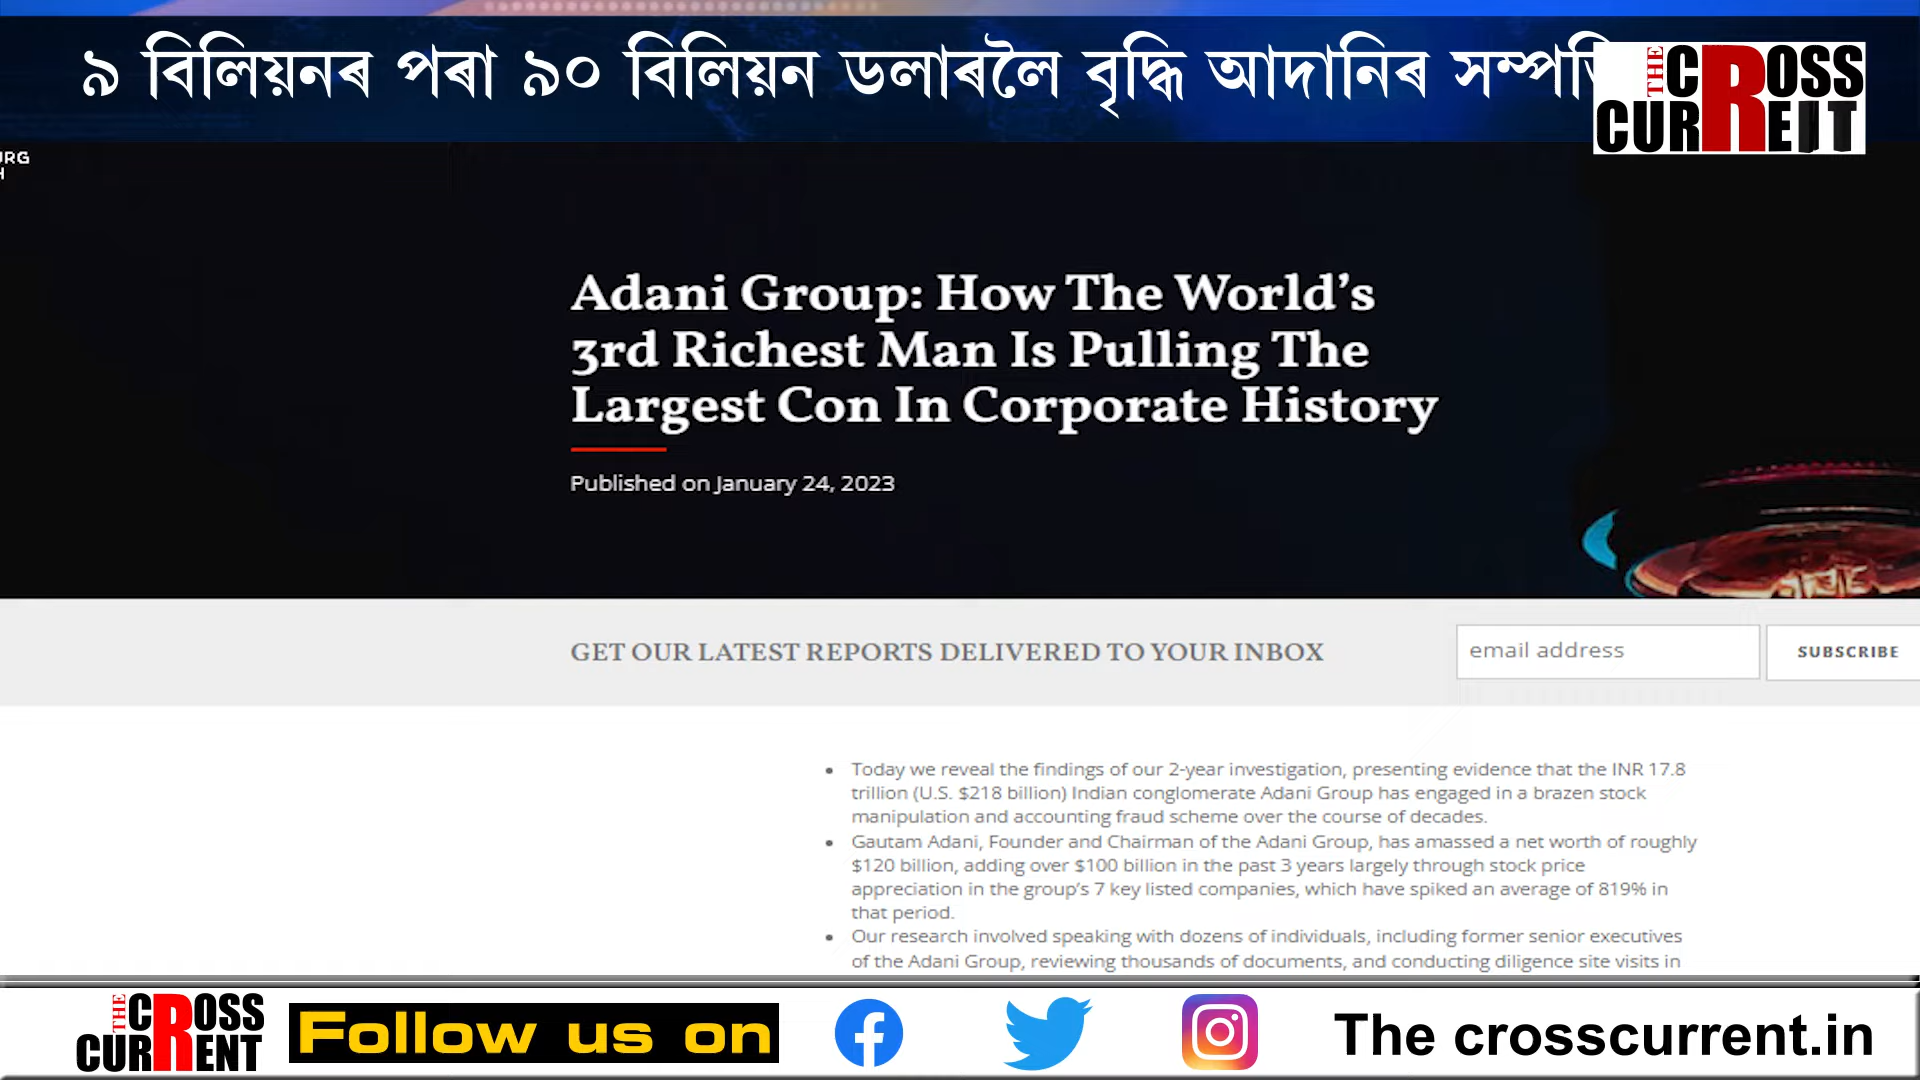 ৯ বিলিয়নৰ পৰা ৯০ বিলিয়ন ডলাৰলৈ বৃদ্ধি আদানিৰ
THE CROSS
CURRENT
Adani Group: How The World's
3rd Richest Man Is Pulling The
Largest Con In Corporate History
Published on January 24, 2023
GET OUR LATEST REPORTS DELIVERED TO YOUR INBOX
email address
SUBSCRIBE
• Today we reveal the findings of our 2-year investigation, presenting evidence that the INR 17.8
trillion (U.S. $218 billion) Indian conglomerate Adani Group has engaged in a brazen stock
manipulation and accounting fraud scheme over the course of decades.
• Gautam Adani, Founder and Chairman of the Adani Group, has amassed a net worth of roughly
$120 billion, adding over $100 billion in the past 3 years largely through stock price
appreciation in the group's 7 key listed companies, which have spiked an average of 819% in
that period.
• Our research involved speaking with dozens of individuals, including former senior executives
of the Adani Group, reviewing thousands of documents, and conducting diligence site visits in
THE CROSS
CURRENT
Follow us on
The crosscurrent.in